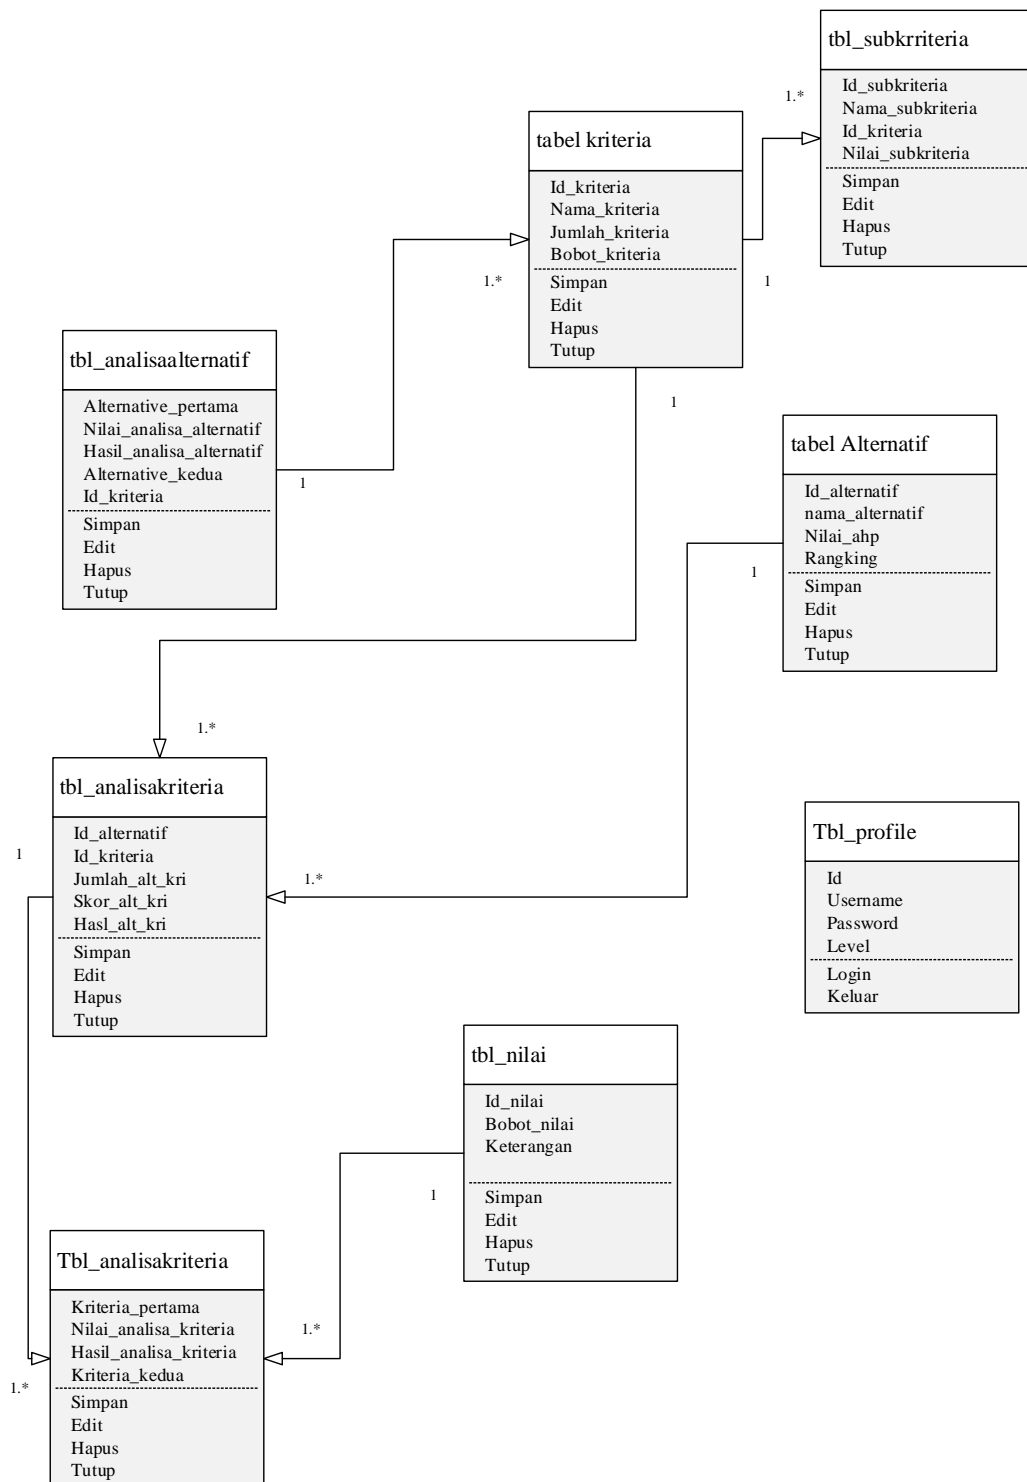 tbl_subkrriteria
Id_subkriteria
Nama_subkriteria
Id_kriteria
Nilai_subkriteria
Simpan
Edit
Hapus
Tutup
1.*
1
tabel kriteria
Id_kriteria
Nama_kriteria
Jumlah_kriteria
Bobot_kriteria
Simpan
Edit
Hapus
Tutup
1.*
1
tbl_analisaalternatif
Alternative_pertama
Nilai_analisa_alternatif
Hasil_analisa_alternatif
Alternative_kedua
Id_kriteria
Simpan
Edit
Hapus
Tutup
1
tabel Alternatif
Id_alternatif
nama_alternatif
Nilai_ahp
Rangking
Simpan
Edit
Hapus
Tutup
1
1.*
tbl_analisakriteria
Id_alternatif
Id_kriteria
Jumlah_alt_kri
Skor_alt_kri
Hasl_alt_kri
Simpan
Edit
Hapus
Tutup
1
1.*
Tbl_profile
Id
Username
Password
Level
Login
Keluar
tbl_nilai
Id_nilai
Bobot_nilai
Keterangan
Simpan
Edit
Hapus
Tutup
1
Tbl_analisakriteria
Kriteria_pertama
Nilai_analisa_kriteria
Hasil_analisa_kriteria
Kriteria_kedua
Simpan
Edit
Hapus
Tutup
1.*
1.*